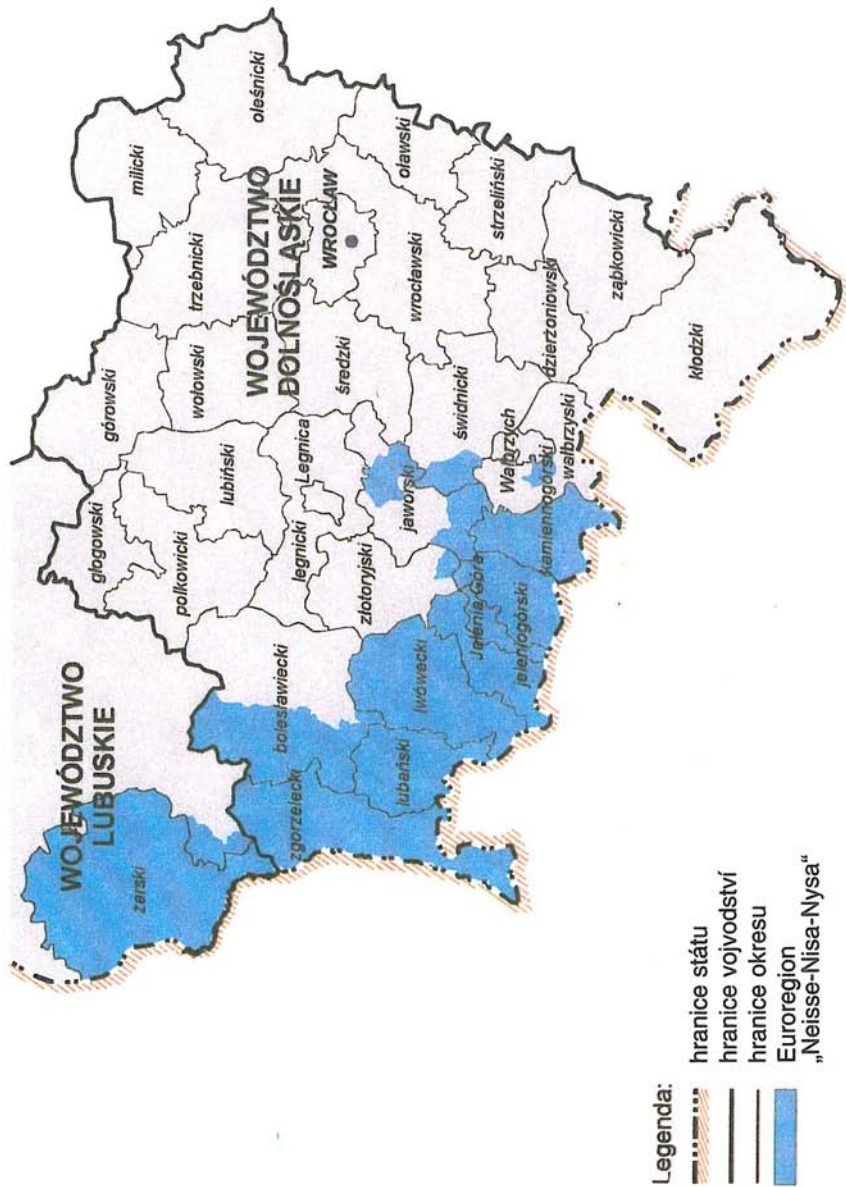 WOJEWÓDZTWO
LUBUSKIE
żarski
zgorzelecki
bolesławiecki
lubański
lwówecki
głogowski
polkowicki
górowski
lubiński
legnicki
Legnica
złotoryjski
jaworski
Jelenia Góra
jeleniogórski
kamiennogórski
Wałbrzych
wałbrzyski
świdnicki
średzki
wołowski
milicki
trzebnicki
oleśnicki
WOJEWÓDZTWO
DOLNOŚLĄSKIE
WROCŁAW
wrocławski
oławski
strzeliński
dzierżoniowski
ząbkowicki
kłodzki
Legenda:
hranice státu
hranice vojvodství
hranice okresu
Euroregion
„Neisse-Nisa-Nysa“